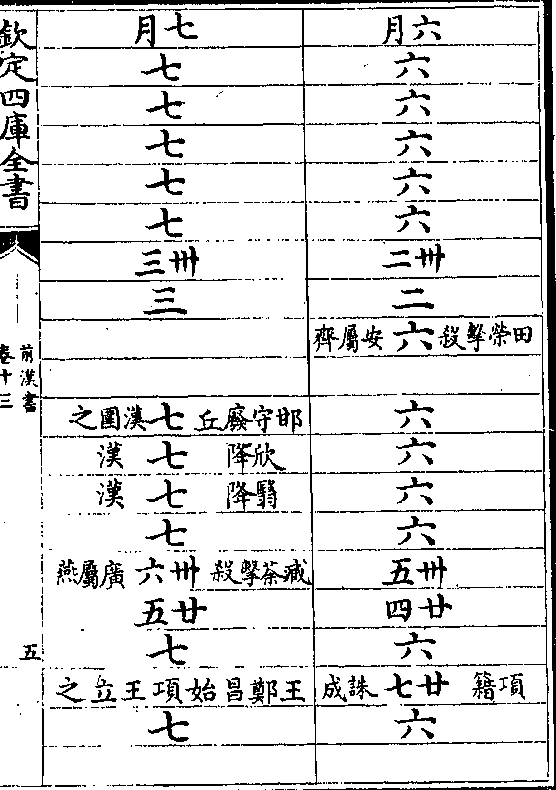 六月
六
六
六
六
六
卅二
二
田榮擊殺六安屬齊
六
六
六
六
卅五
廿四
六
項籍廿七誅成
六
七月
七
七
七
七
七
卅三
三
邯守廢丘七漢圍之
欣降七漢
翳降七漢
七
臧荼擊殺卅六廣屬燕
廿五
七
王鄭昌始項王立之
七
欽定四庫全書
前漢書
卷十三
五